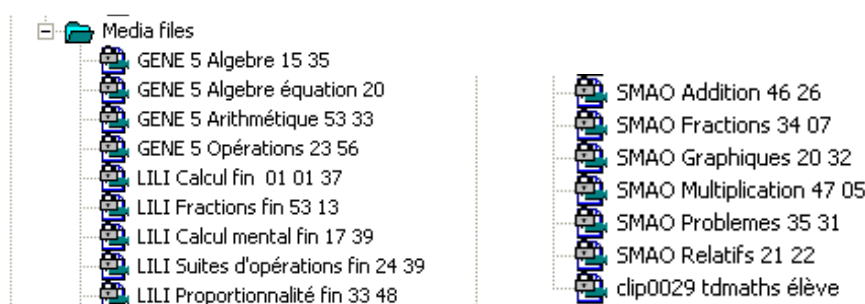 Media files
GENE 5 Algebre 15 35
GENE 5 Algebre équation 20
GENE 5 Arithmétique 53 33
GENE 5 Opérations 23 56
LILI Calcul fin  01 01 37
LILI Fractions fin 53 13
LILI Calcul mental fin 17 39
LILI Suites d'opérations fin 24 39
LILI Proportionnalité fin 33 48
SMAO Addition 46 26
SMAO Fractions 34 07
SMAO Graphiques 20 32
SMAO Multiplication 47 05
SMAO Problemes 35 31
SMAO Relatifs 21 22
clip0029 tdmaths élève